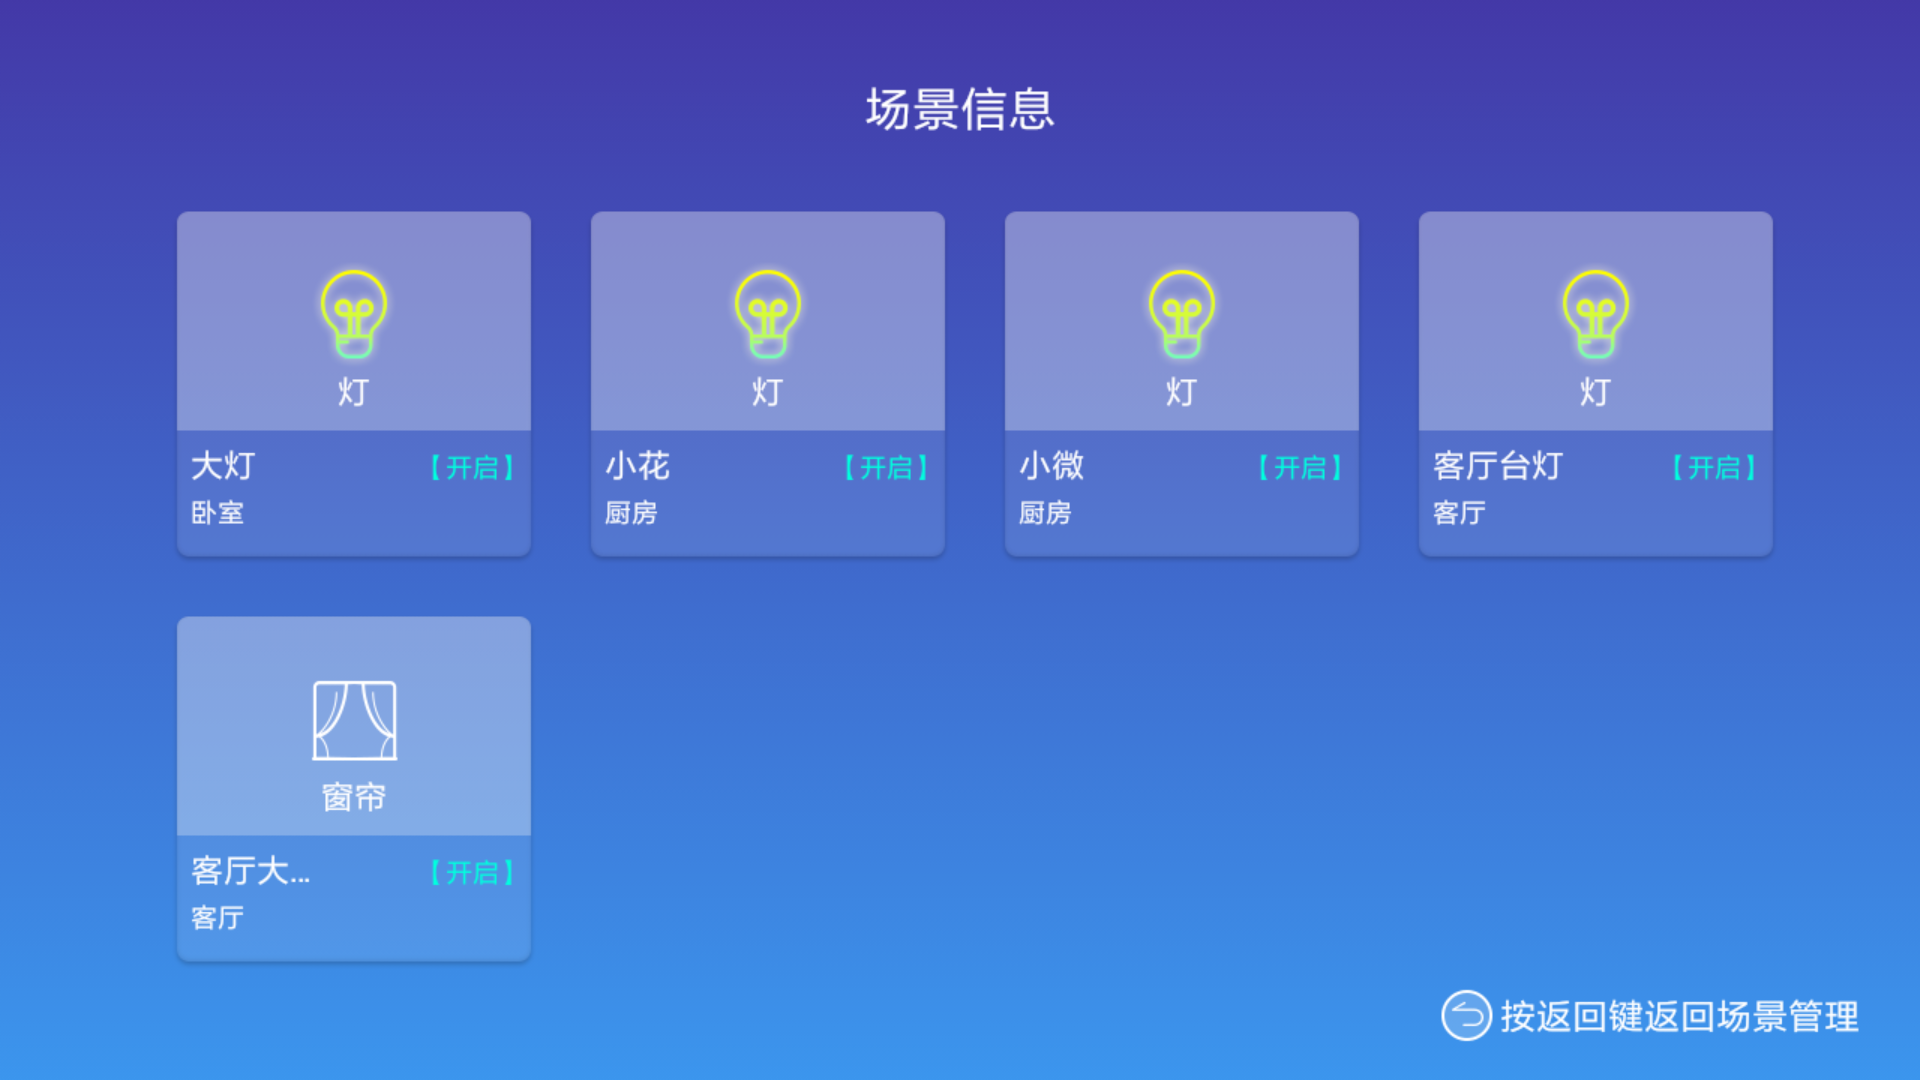 场景信息
灯
大灯
【开启】
卧室
灯
小花
【开启】
厨房
灯
小微
【开启】
厨房
灯
客厅台灯
【开启】
客厅
窗帘
客厅大...
【开启】
客厅
按返回键返回场景管理